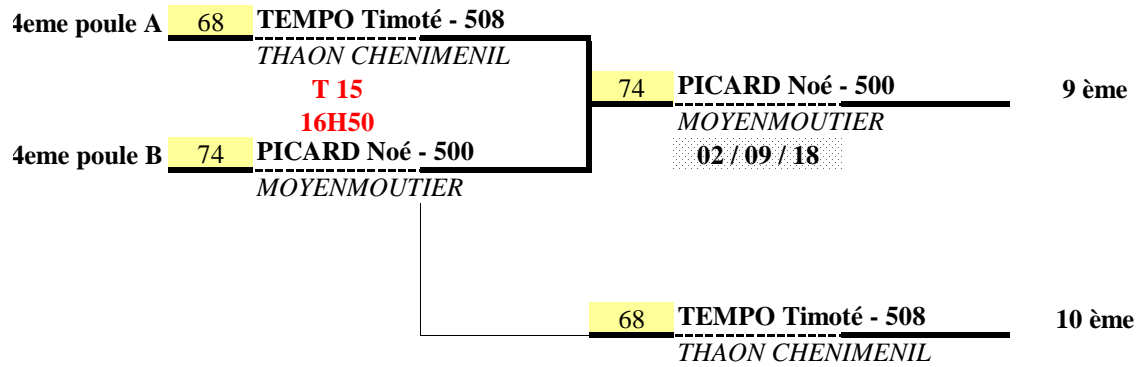 4eme poule A 68 TEMPO Timoté - 508
THAON CHENIMENIL
T 15
74 PICARD Noé - 500 9 ème
16H50
MOYENMOUTIER
4eme poule B 74 PICARD Noé - 500
02 / 09 / 18
MOYENMOUTIER
68 TEMPO Timoté - 508 10 ème
THAON CHENIMENIL